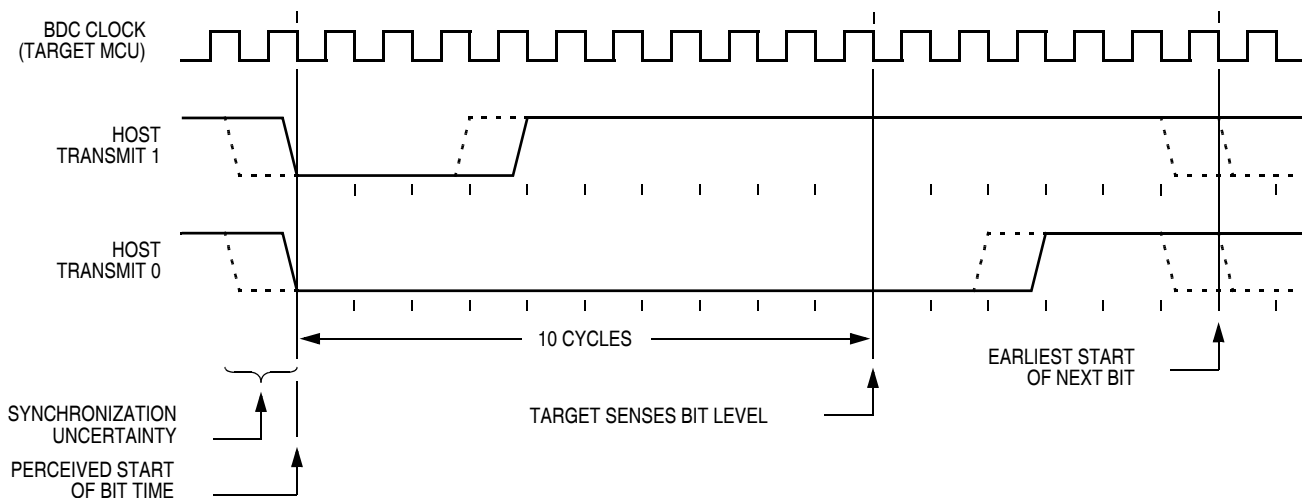 BDC CLOCK
(TARGET MCU)
HOST
TRANSMIT 1
HOST
TRANSMIT 0
10 CYCLES
EARLIEST START
OF NEXT BIT
TARGET SENSES BIT LEVEL
SYNCHRONIZATION
UNCERTAINTY
PERCEIVED START
OF BIT TIME